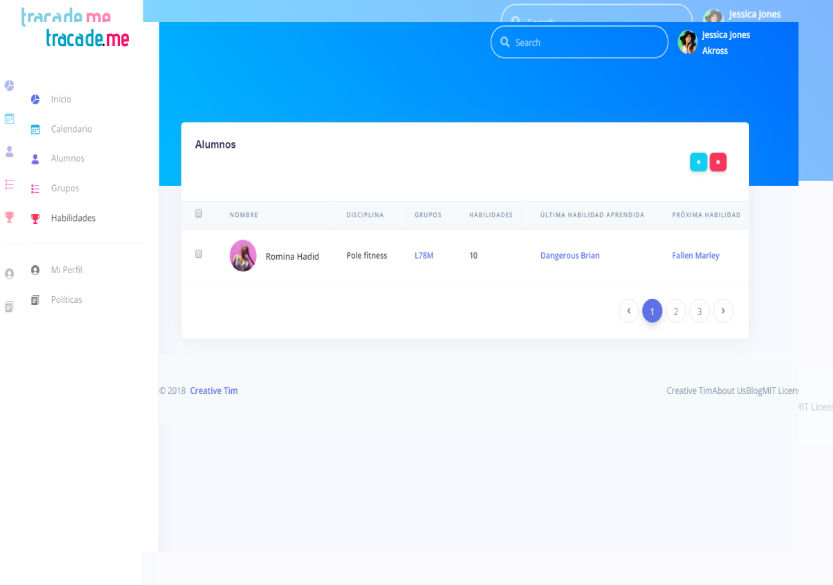 tracade.me
Jessica Jones
Search
tracade.me
Search
Jessica Jones
Akross
Inicio
Calendario
Alumnos
Grupos
Habilidades
Mi Perfil
Políticas
Alumnos
NOMBRE DISCIPLINA GRUPOS HABILIDADES ÚLTIMA HABILIDAD APRENDIDA PRÓXIMA HABILIDAD
Romina Hadid Pole fitness L78M 10 Dangerous Brian Fallen Marley
1 2 3
© 2018 Creative Tim
Creative TimAbout UsBlogMIT Licens
MIT Licens